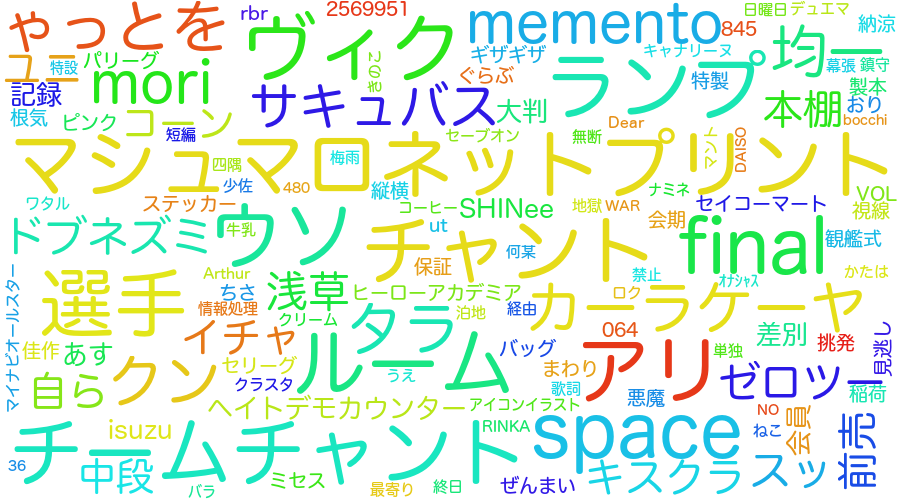 ゃっとを
ヴィク
rbr
2569951
memento
845
日曜日
デュエマ
納涼
ユニ
特設
パリーグ
mori
きこの
ギザギザ
キャナリーヌ
均一
ランプ
幕張
鎮守
製本
記録
サキュバス
ぐらぶ
特製
本棚
おり
bocchi
根気
ピンク
コーン
短編
大判
セーブオン
無断
Dear
マント
DAISO
マシュマロネットプリント
四隅
梅雨
少佐
480
縦横
ナミネ
ワタル
ステッカー
コーヒー
SHINee
地獄
WAR
会期
セイコーマート
VOL
視線
ドブネズミ
ウソ
牛乳
ut
チャント
何某
final
観艦式
選手
Arthur
保証
禁止
オナシャス
かたは
ちさ
浅草
ヒーローアカデミア
ロク
カーラケーヤ
情報処理
クリーム
タラ
泊地
経由
マイナビオールスター
佳作
あす
イチャ
ルーム
バッグ
064
差別
挑発
見逃し
セリーグ
まわり
アリ
単独
自ら
クン
クラスタ
うえ
歌詞
悪魔
ゼロツー
稲荷
ヘイトデモカウンター
アイコンイラスト
NO
チームチャント
isuzu
RINKA
space
ねこ
会員
前売
36
中段
バラ
ミセス
最寄り
終日
ぜんまい
キスクラ
スッ